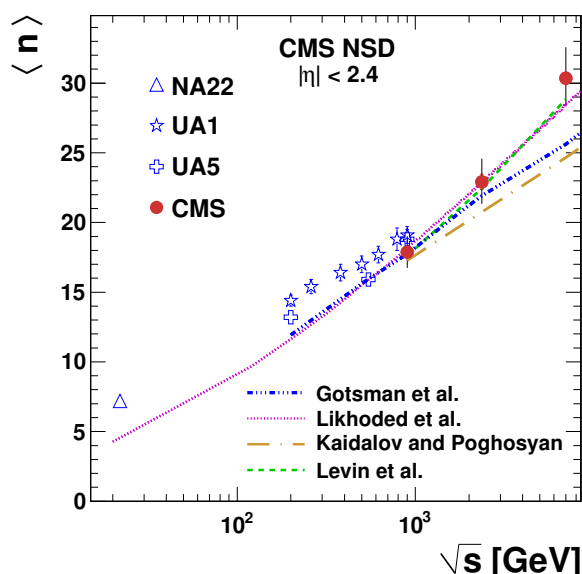 ⟨ n ⟩
CMS NSD
|η| < 2.4
NA22
UA1
UA5
CMS
30
25
20
15
10
5
0
Gotsman et al.
Likhoded et al.
Kaidalov and Poghosyan
Levin et al.
10²
10³
√s [GeV]